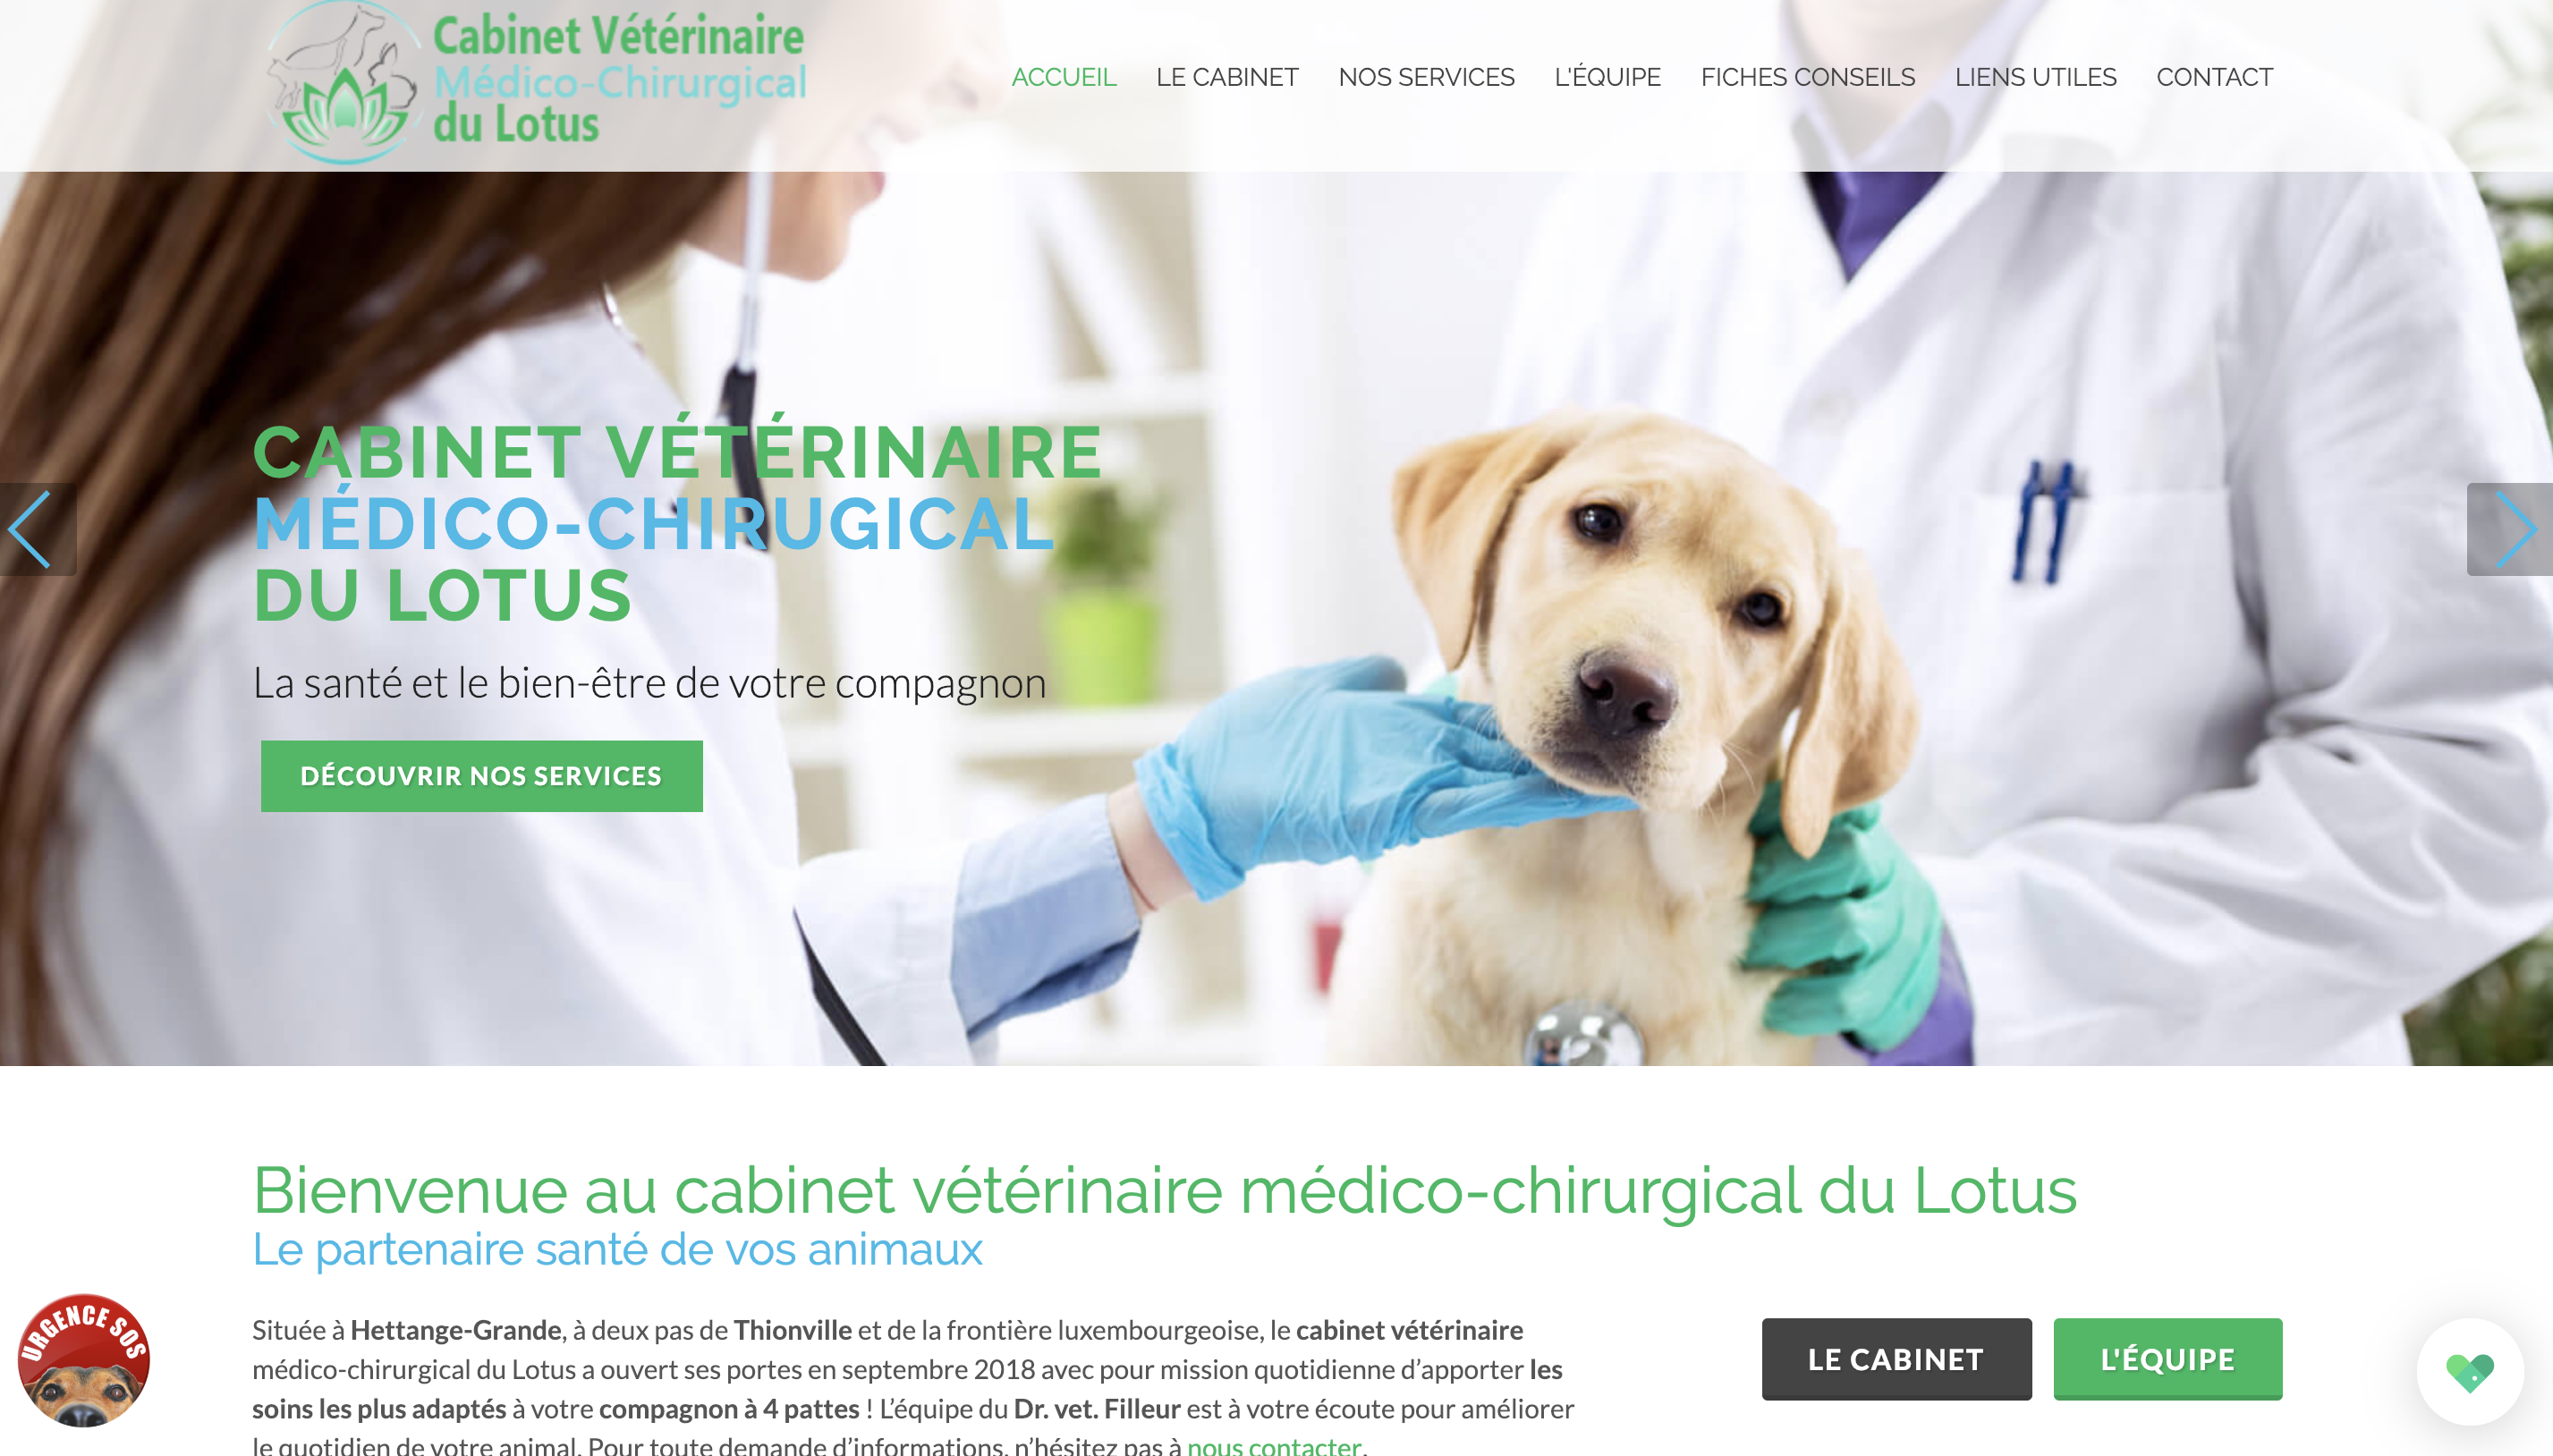 Cabinet Vétérinaire
Médico-Chirurgical
du Lotus
ACCUEIL
LE CABINET
NOS SERVICES
L'ÉQUIPE
FICHES CONSEILS
LIENS UTILES
CONTACT
CABINET VÉTÉRINAIRE
MÉDICO-CHIRUGICAL
DU LOTUS
La santé et le bien-être de votre compagnon
DÉCOUVRIR NOS SERVICES
Bienvenue au cabinet vétérinaire médico-chirurgical du Lotus
Le partenaire santé de vos animaux
Située à Hettange-Grande, à deux pas de Thionville et de la frontière luxembourgeoise, le cabinet vétérinaire
médico-chirurgical du Lotus a ouvert ses portes en septembre 2018 avec pour mission quotidienne d’apporter les
soins les plus adaptés à votre compagnon à 4 pattes ! L’équipe du Dr. vet. Filleur est à votre écoute pour améliorer
le quotidien de votre animal. Pour toute demande d’informations, n’hésitez pas à nous contacter.
LE CABINET
L'ÉQUIPE
URGENCE SOS